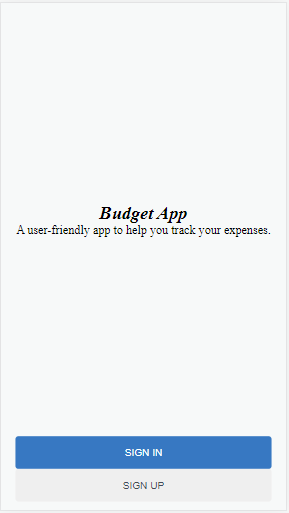 Budget App
A user-friendly app to help you track your expenses.
SIGN IN
SIGN UP